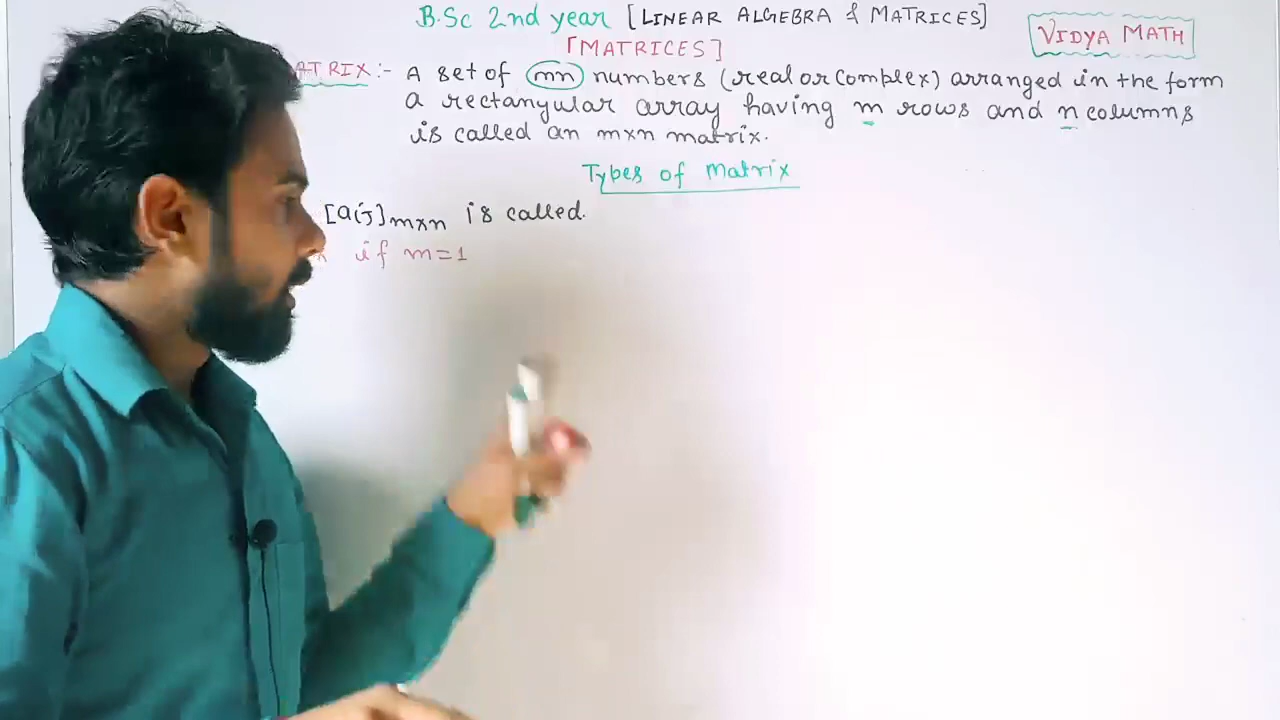 B.Sc 2nd year [LINEAR ALGEBRA & MATRICES]
VIDYA MATH
[MATRICES]
ATRIX:- A set of mn numbers (real or complex) arranged in the form
a rectangular array having m rows and n columns
is called an mxn matrix.
Types of Matrix
[aij]mxn is called.
if m=1